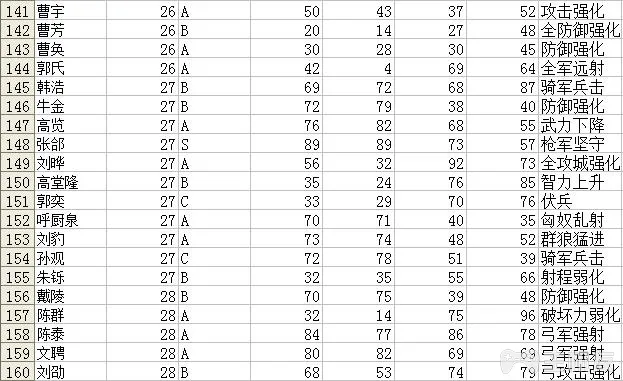 141 曹宇 26 A 50 43 37 52 攻击强化
142 曹芳 26 B 20 14 27 48 全防御强化
143 曹奂 26 A 30 28 30 45 防御强化
144 郭氏 26 A 42 4 69 64 全军远射
145 韩浩 27 B 69 72 68 87 骑军兵击
146 牛金 27 B 72 79 38 40 防御强化
147 高览 27 A 76 82 68 55 武力下降
148 张郃 27 S 89 89 73 57 枪军坚守
149 刘晔 27 A 56 32 92 73 全攻城强化
150 高堂隆 27 B 35 24 76 85 智力上升
151 郭奕 27 C 33 29 70 76 伏兵
152 呼厨泉 27 A 70 71 40 35 匈奴乱射
153 刘豹 27 A 73 74 48 52 群狼猛进
154 孙观 27 C 72 78 51 39 骑军兵击
155 朱铄 27 B 32 35 55 66 射程弱化
156 戴陵 28 B 70 75 39 48 防御强化
157 陈群 28 A 32 14 75 96 破坏力弱化
158 陈泰 28 A 84 77 86 78 弓军强射
159 文聘 28 A 80 82 69 69 弓军强射
160 刘劭 28 B 68 53 74 79 弓攻击强化